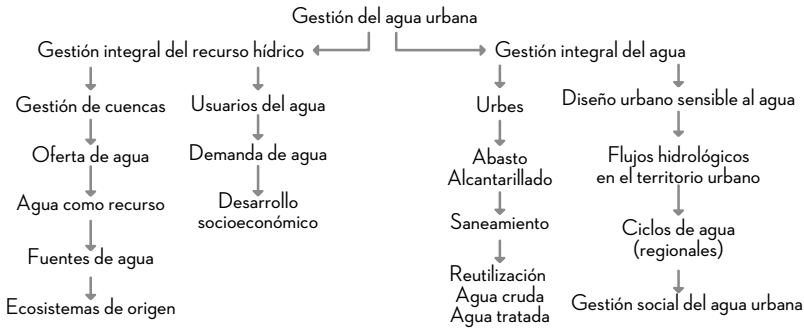 Gestión del agua urbana
Gestión integral del recurso hídrico
Gestión integral del agua
Gestión de cuencas
Oferta de agua
Agua como recurso
Fuentes de agua
Ecosistemas de origen
Usuarios del agua
Demanda de agua
Desarrollo
socioeconómico
Urbes
Abasto
Alcantarillado
Saneamiento
Reutilización
Agua cruda
Agua tratada
Diseño urbano sensible al agua
Flujos hidrológicos
en el territorio urbano
Ciclos de agua
(regionales)
Gestión social del agua urbana